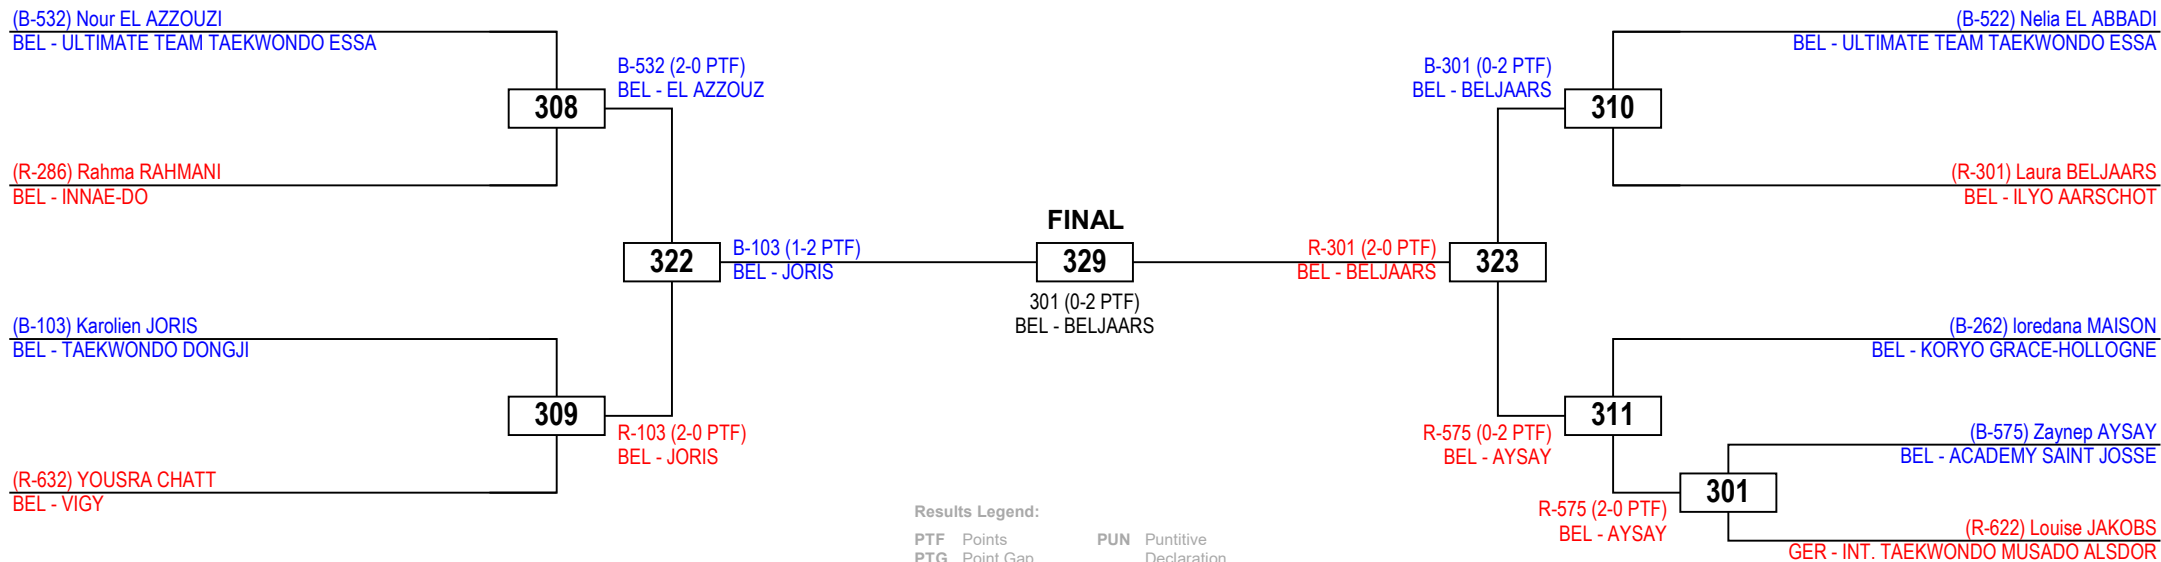 (B-532) Nour EL AZZOUZI
BEL - ULTIMATE TEAM TAEKWONDO ESSA
B-532 (2-0 PTF)
BEL - EL AZZOUZ
308
(R-286) Rahma RAHMANI
BEL - INNAE-DO
322
B-103 (1-2 PTF)
BEL - JORIS
(B-103) Karolien JORIS
BEL - TAEKWONDO DONGJI
309
R-103 (2-0 PTF)
BEL - JORIS
(R-632) YOUSRA CHATT
BEL - VIGY
FINAL
329
301 (0-2 PTF)
BEL - BELJAARS
(B-522) Nelia EL ABBADI
BEL - ULTIMATE TEAM TAEKWONDO ESSA
B-301 (0-2 PTF)
BEL - BELJAARS
310
(R-301) Laura BELJAARS
BEL - ILYO AARSCHOT
R-301 (2-0 PTF)
BEL - BELJAARS
323
(B-262) loredana MAISON
BEL - KORYO GRACE-HOLLOGNE
311
R-575 (0-2 PTF)
BEL - AYSAY
(B-575) Zaynep AYSAY
BEL - ACADEMY SAINT JOSSE
301
R-575 (2-0 PTF)
BEL - AYSAY
(R-622) Louise JAKOBS
GER - INT. TAEKWONDO MUSADO ALSDOR
Results Legend:
PTF Points
PTG Point Gap
PUN Puntitive
Declaration